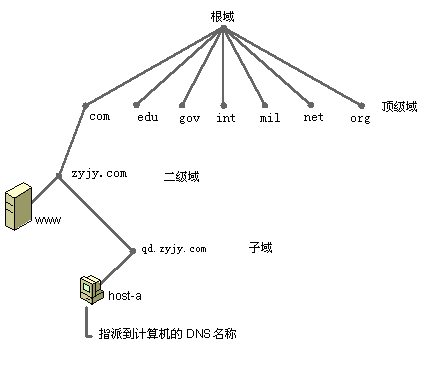 根域
com edu gov int mil net org 顶级域
zyjy.com 二级域
www
qd.zyjy.com 子域
host-a
指派到计算机的 DNS 名称